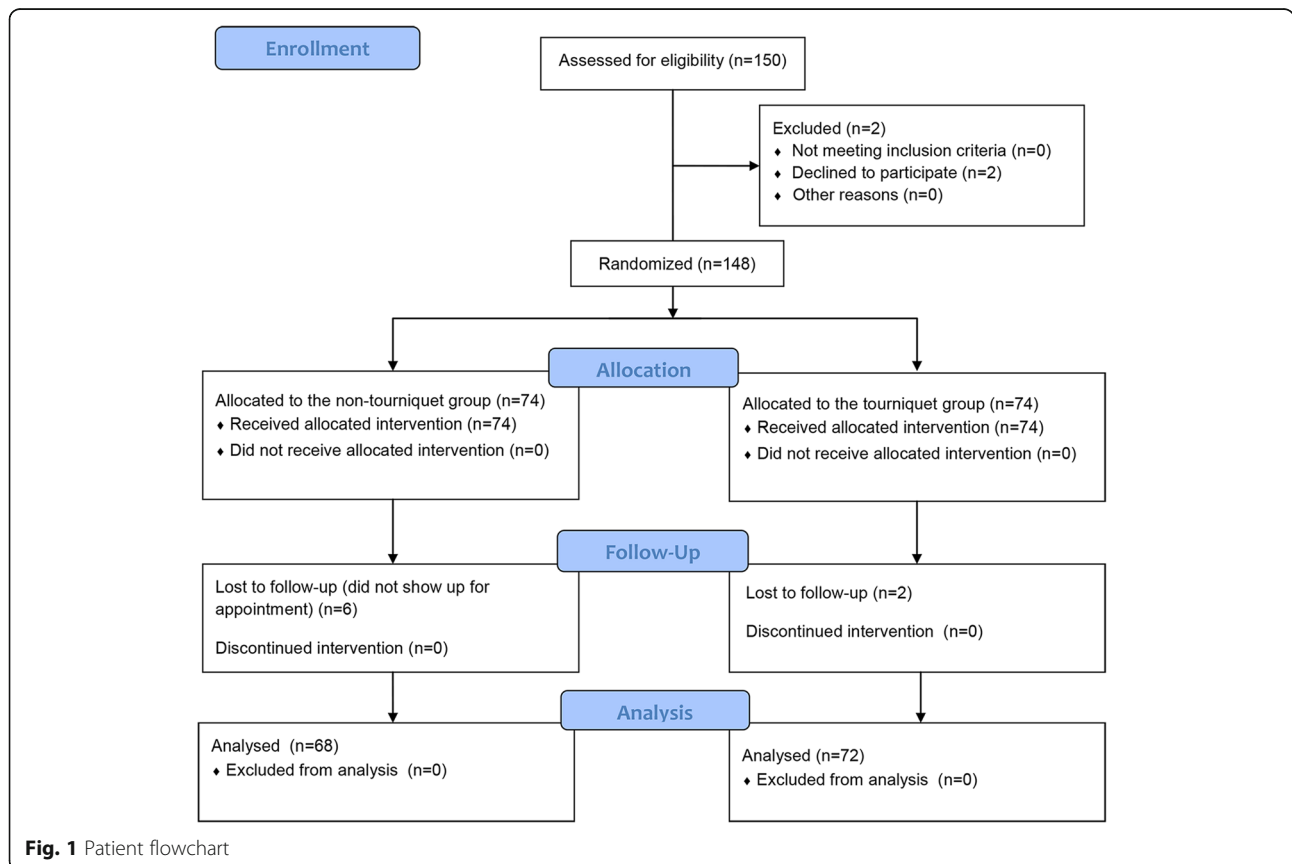 Enrollment
Assessed for eligibility (n=150)
Excluded (n=2)
♦ Not meeting inclusion criteria (n=0)
♦ Declined to participate (n=2)
♦ Other reasons (n=0)
Randomized (n=148)
Allocation
Allocated to the non-tourniquet group (n=74)
♦ Received allocated intervention (n=74)
♦ Did not receive allocated intervention (n=0)
Allocated to the tourniquet group (n=74)
♦ Received allocated intervention (n=74)
♦ Did not receive allocated intervention (n=0)
Follow-Up
Lost to follow-up (did not show up for
appointment) (n=6)
Discontinued intervention (n=0)
Lost to follow-up (n=2)
Discontinued intervention (n=0)
Analysis
Analysed (n=68)
♦ Excluded from analysis (n=0)
Analysed (n=72)
♦ Excluded from analysis (n=0)
Fig. 1 Patient flowchart